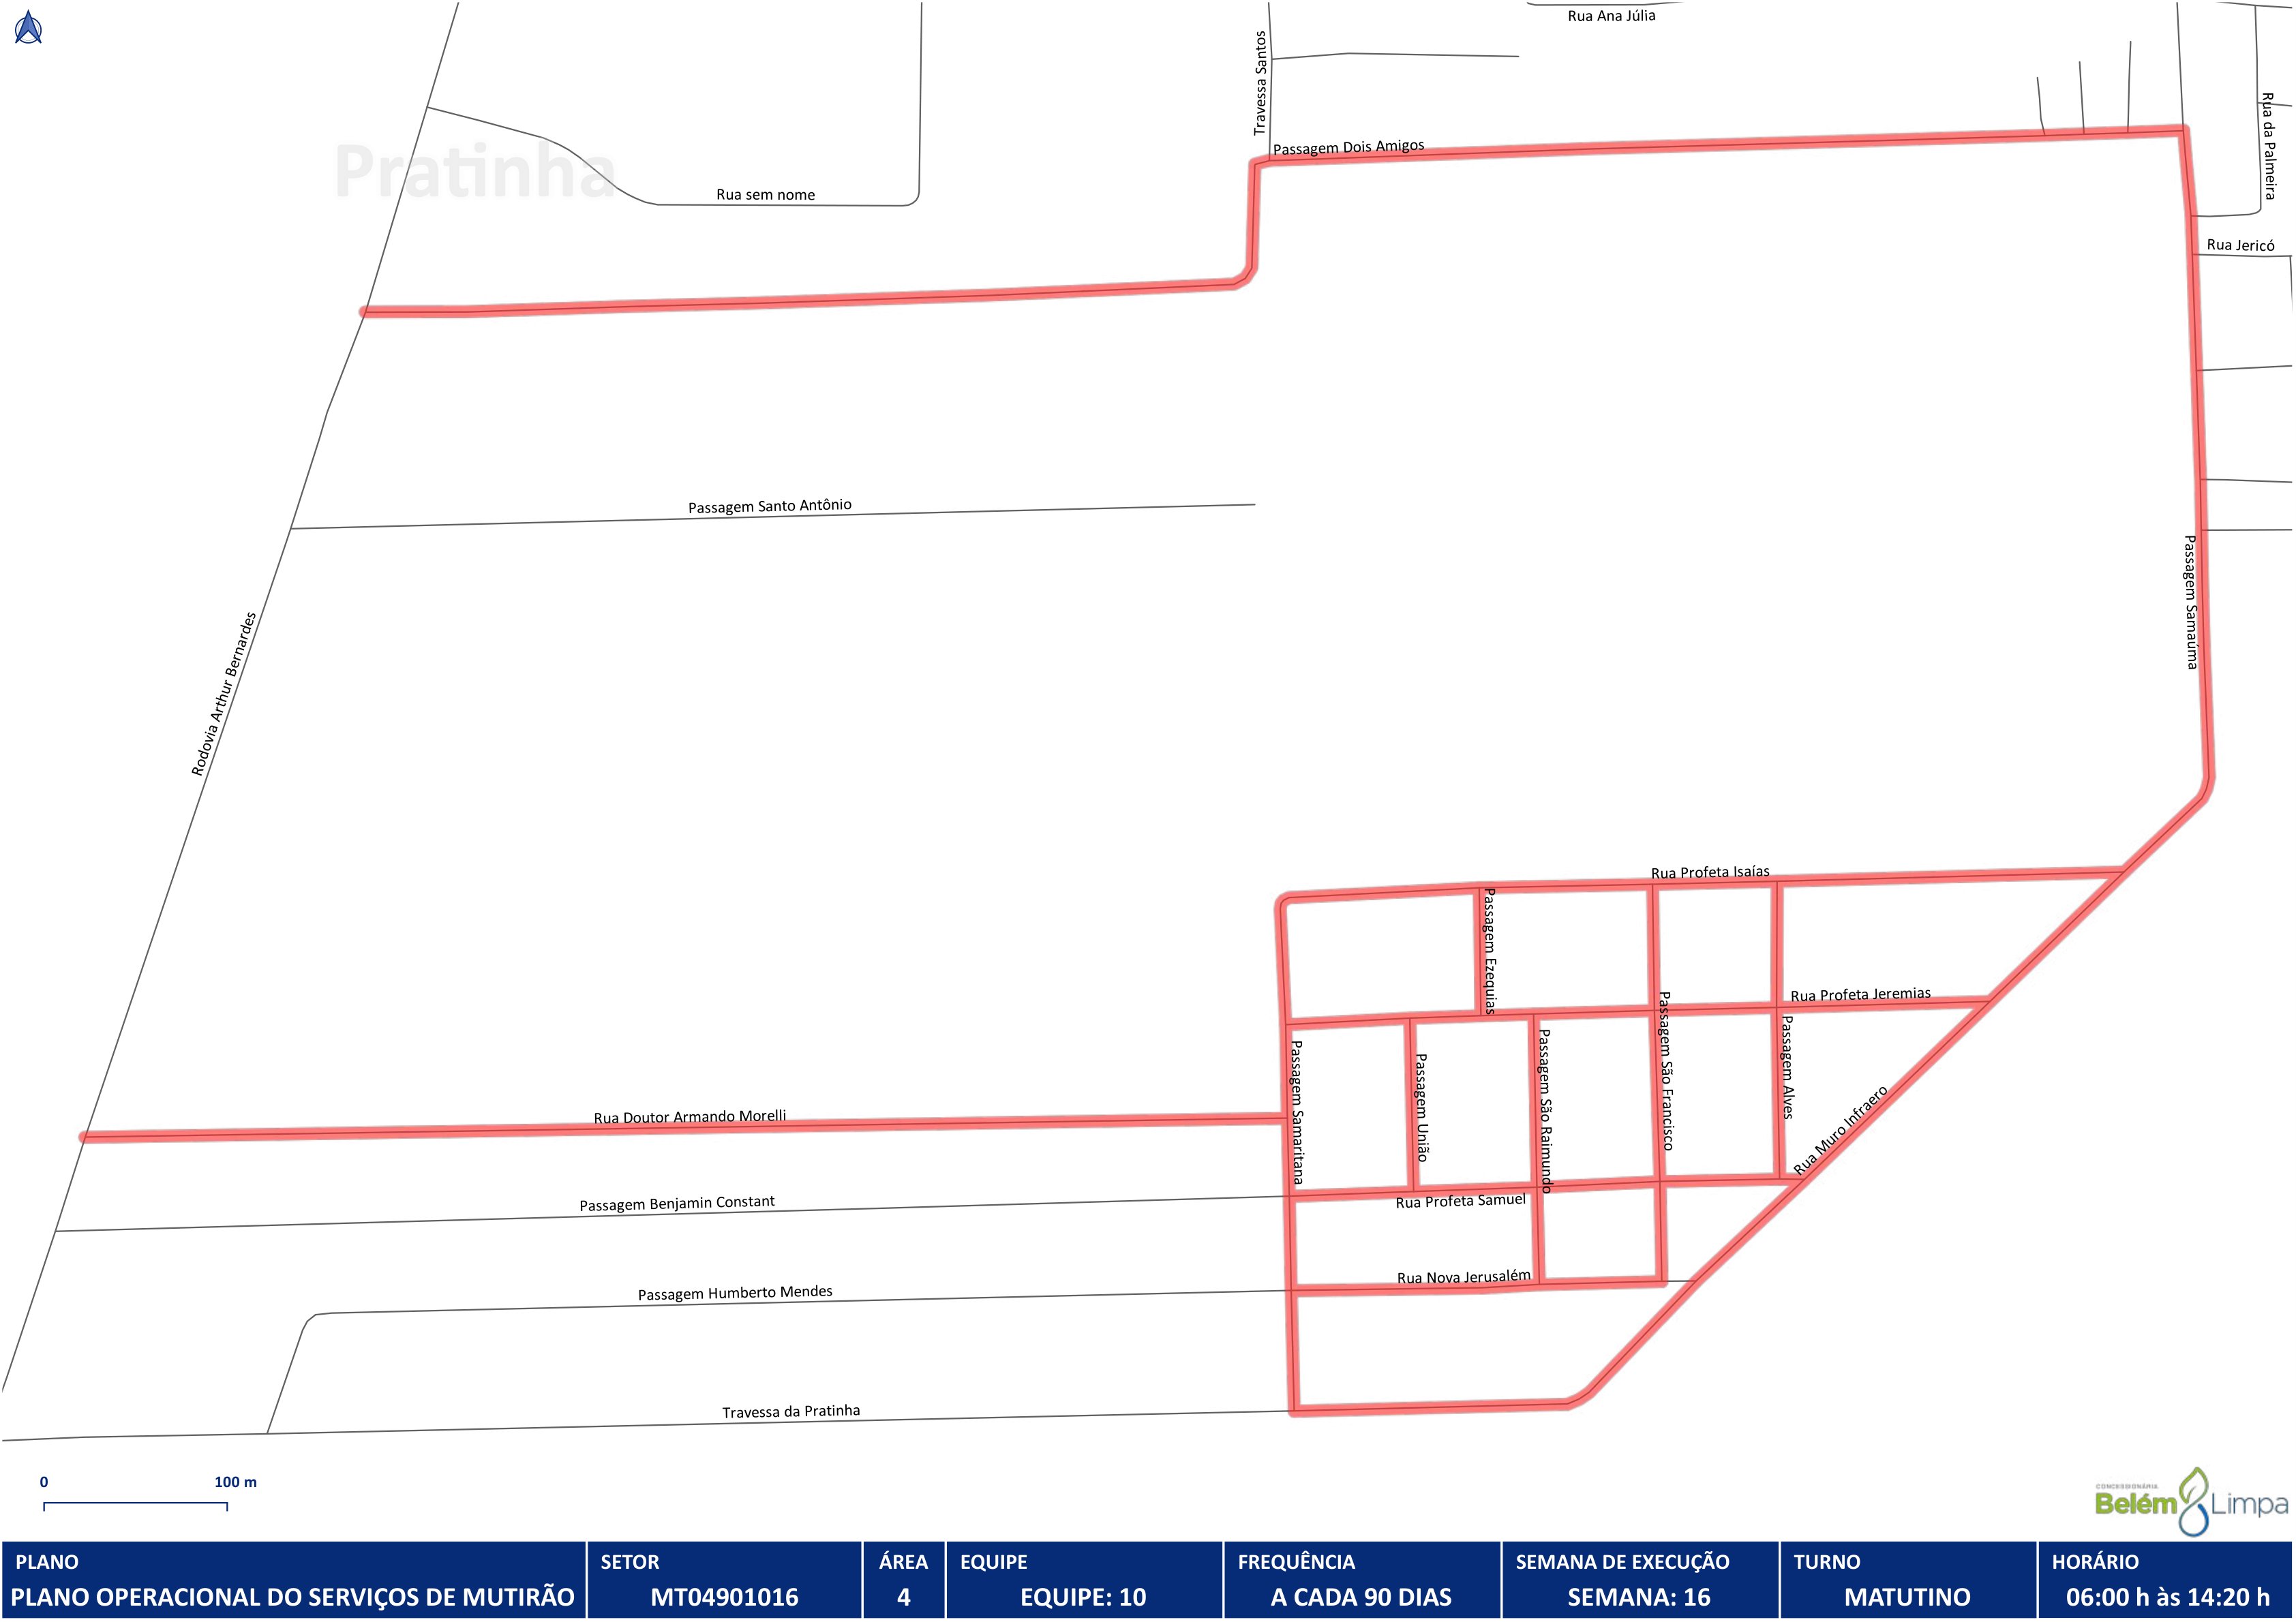 Rua Ana Júlia
Travessa Santos
Rua da Palmeira
Passagem Dois Amigos
Pratinha
Rua sem nome
Rua Jericó
Passagem Santo Antônio
Passagem Samaúma
Rodovia Arthur Bernardes
Rua Profeta Isaías
Passagem Ezequias
Rua Profeta Jeremias
Passagem São Francisco
Passagem Alves
Passagem São Raimundo
Passagem Samaritana
Passagem União
Rua Muro Infraero
Rua Doutor Armando Morelli
Passagem Benjamin Constant
Rua Profeta Samuel
Rua Nova Jerusalém
Passagem Humberto Mendes
Travessa da Pratinha
0 100 m
CONCESSIONÁRIA
Belém Limpa
PLANO SETOR ÁREA EQUIPE FREQUÊNCIA SEMANA DE EXECUÇÃO TURNO HORÁRIO
PLANO OPERACIONAL DO SERVIÇOS DE MUTIRÃO MT04901016 4 EQUIPE: 10 A CADA 90 DIAS SEMANA: 16 MATUTINO 06:00 h às 14:20 h